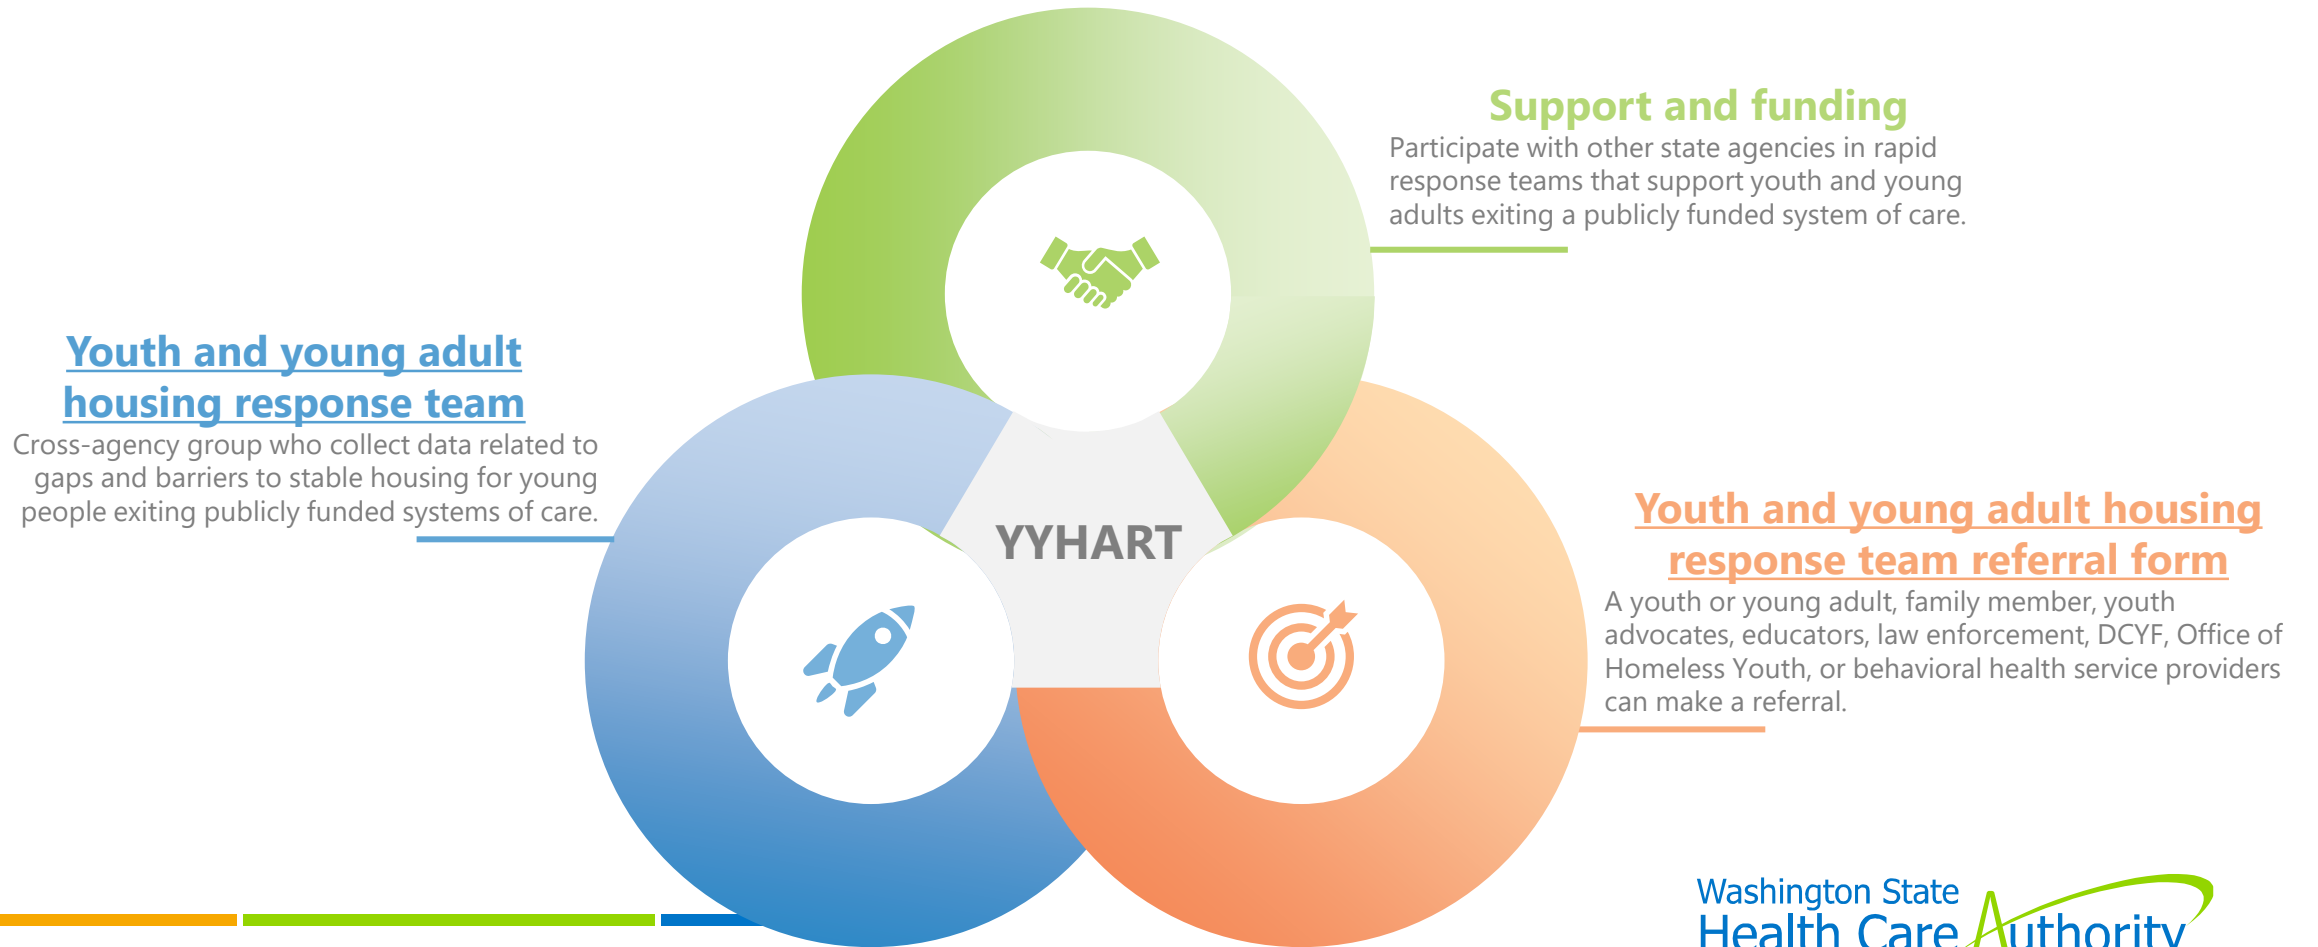 Support and funding
Participate with other state agencies in rapid
response teams that support youth and young
adults exiting a publicly funded system of care.
Youth and young adult
housing response team
Cross-agency group who collect data related to
gaps and barriers to stable housing for young
people exiting publicly funded systems of care.
YYHART
Youth and young adult housing
response team referral form
A youth or young adult, family member, youth
advocates, educators, law enforcement, DCYF, Office of
Homeless Youth, or behavioral health service providers
can make a referral.
Washington State
Health Care Authority